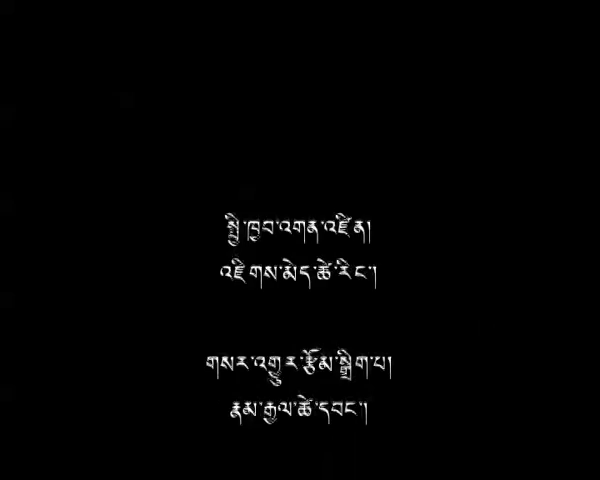 སྤྱི་ཁྱབ་འགན་འཛིན།
འཇིགས་མེད་ཚེ་རིང་།
གསར་འགྱུར་རྩོམ་སྒྲིག་པ།
རྣམ་རྒྱལ་ཚེ་དབང་།